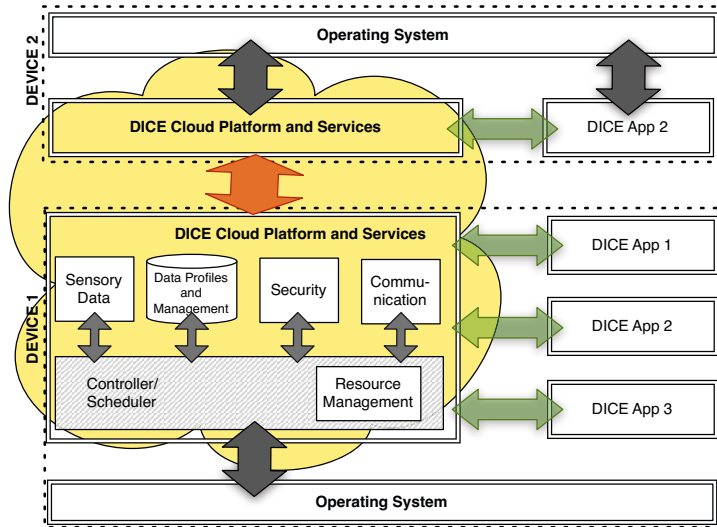 DEVICE 2
Operating System
DICE Cloud Platform and Services
DICE App 2
DEVICE 1
DICE Cloud Platform and Services
Sensory
Data
Data Profiles
and
Management
Security
Commu-
nication
Controller/
Scheduler
Resource
Management
DICE App 1
DICE App 2
DICE App 3
Operating System